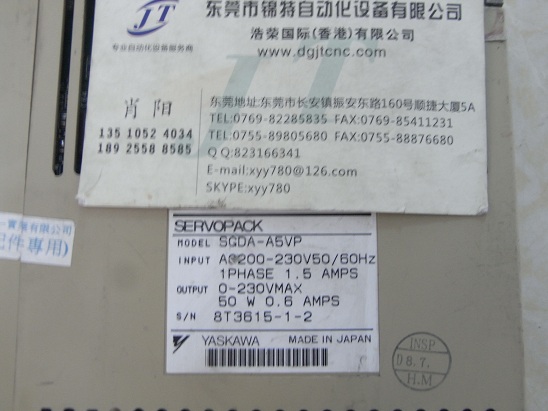 JT
专业自动化设备服务商
东莞市锦特自动化设备有限公司
浩荣国际(香港)有限公司
www.dgjtcnc.com
肖阳
135 1052 4034
189 2558 8585
东莞地址:东莞市长安镇振安东路160号顺捷大厦5A
TEL:0769-82285835 FAX:0769-85411231
TEL:0755-89805680 FAX:0755-88876680
QQ:823166341
E-mail:xyy780@126.com
SKYPE:xyy780
實業有限公司
配件專用)
SERVOPACK
MODEL SGDA-A5VP
INPUT AC200-230V50/60Hz
1PHASE 1.5 AMPS
OUTPUT 0-230VMAX
50 W 0.6 AMPS
S/N 8T3615-1-2
YASKAWA MADE IN JAPAN
INSP
D8.7.
H.M